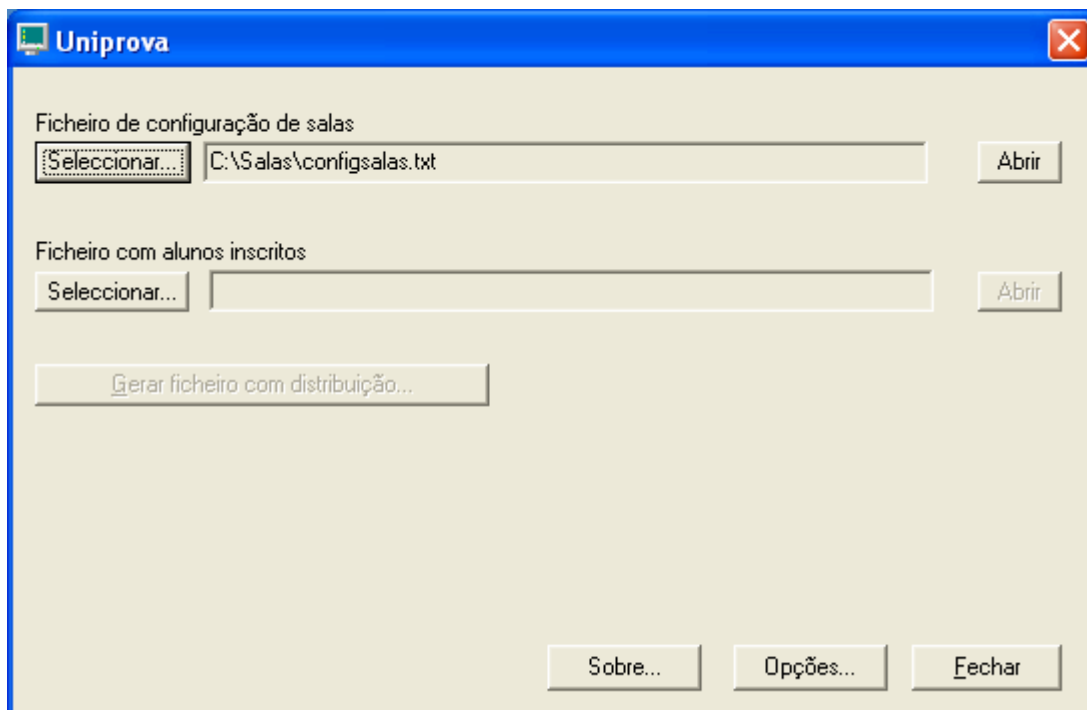 Uniprova
Ficheiro de configuração de salas
Seleccionar... C:\Salas\configsalas.txt Abrir
Ficheiro com alunos inscritos
Seleccionar... Abrir
Gerar ficheiro com distribuição...
Sobre... Opções... Fechar